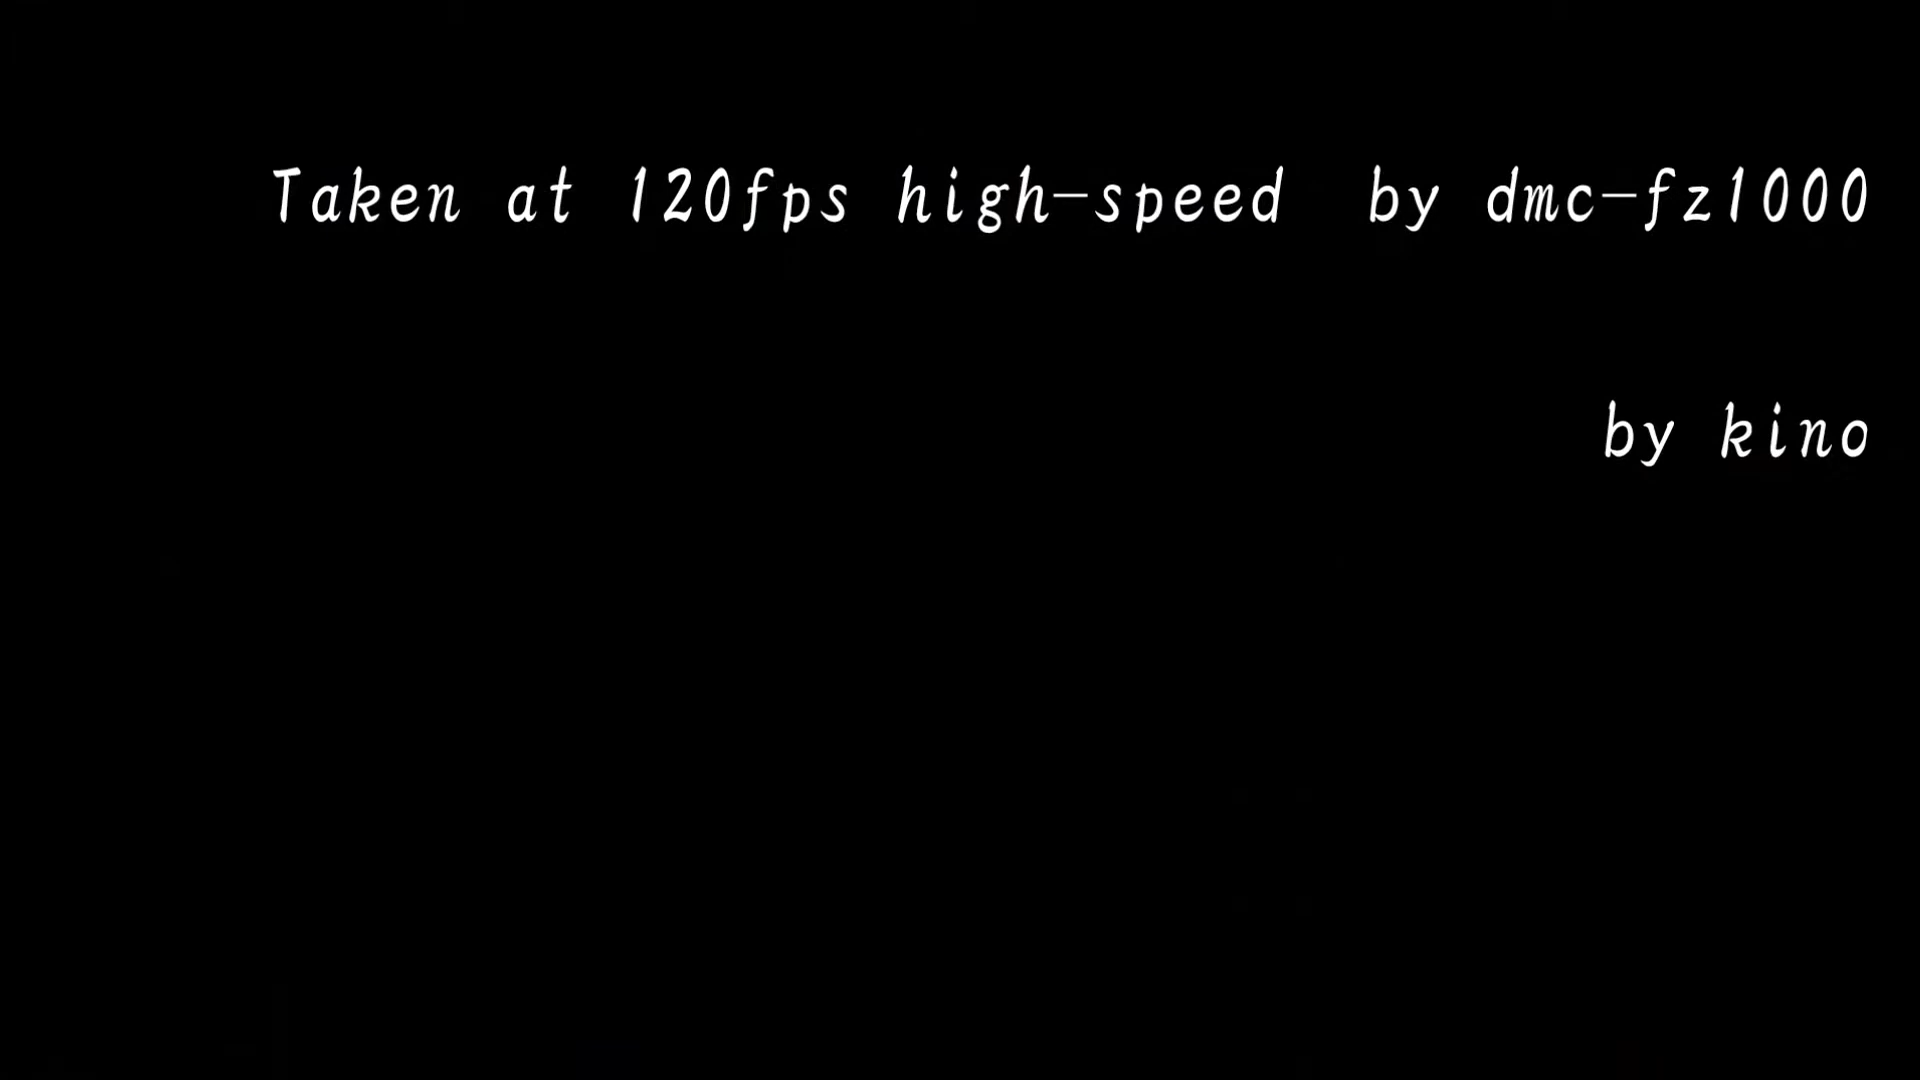 Taken at 120fps high-speed  by dmc-fz1000
by kino